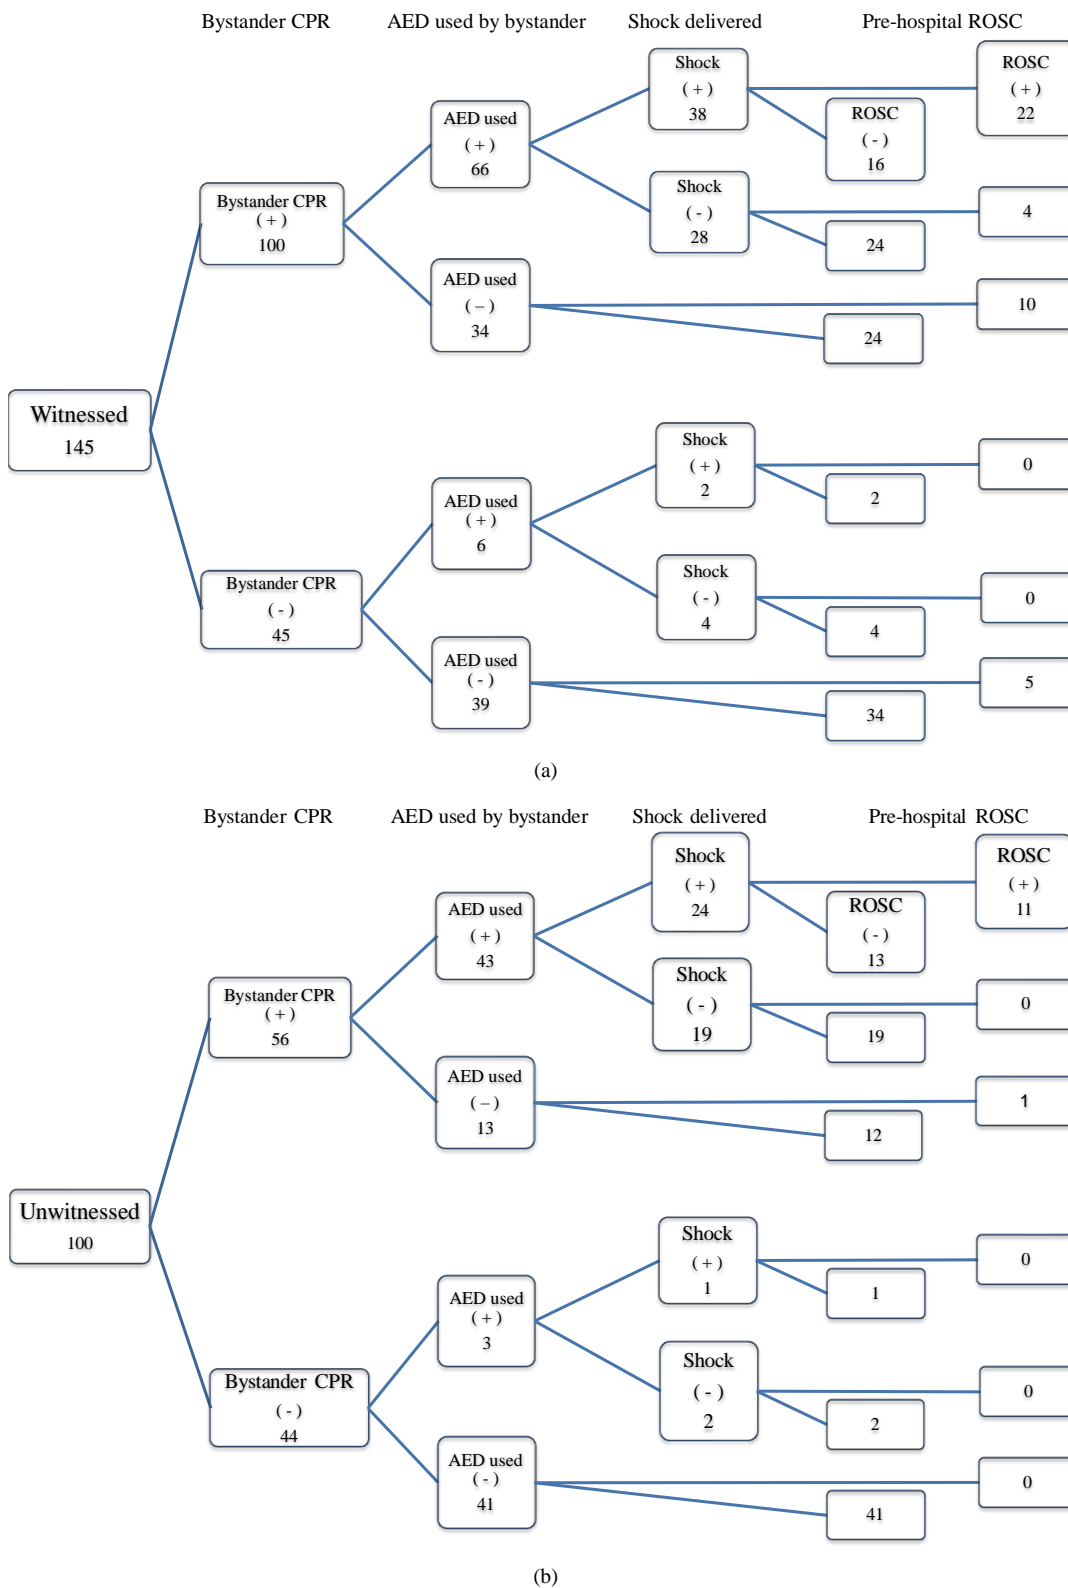 Bystander CPR AED used by bystander Shock delivered Pre-hospital ROSC
Shock
(+)
38
ROSC
(+)
22
ROSC
(-)
16
AED used
(+)
66
Shock
(-)
28
4
24
Bystander CPR
(+)
100
AED used
(–)
34
10
24
Witnessed
145
Shock
(+)
2
0
2
AED used
(+)
6
Shock
(-)
4
0
4
Bystander CPR
(-)
45
AED used
(-)
39
5
34
(a)
Bystander CPR AED used by bystander Shock delivered Pre-hospital ROSC
Shock
(+)
24
ROSC
(+)
11
ROSC
(-)
13
AED used
(+)
43
Shock
(-)
19
0
19
Bystander CPR
(+)
56
AED used
(–)
13
1
12
Unwitnessed
100
Shock
(+)
1
0
1
AED used
(+)
3
Shock
(-)
2
0
2
Bystander CPR
(-)
44
AED used
(-)
41
0
41
(b)